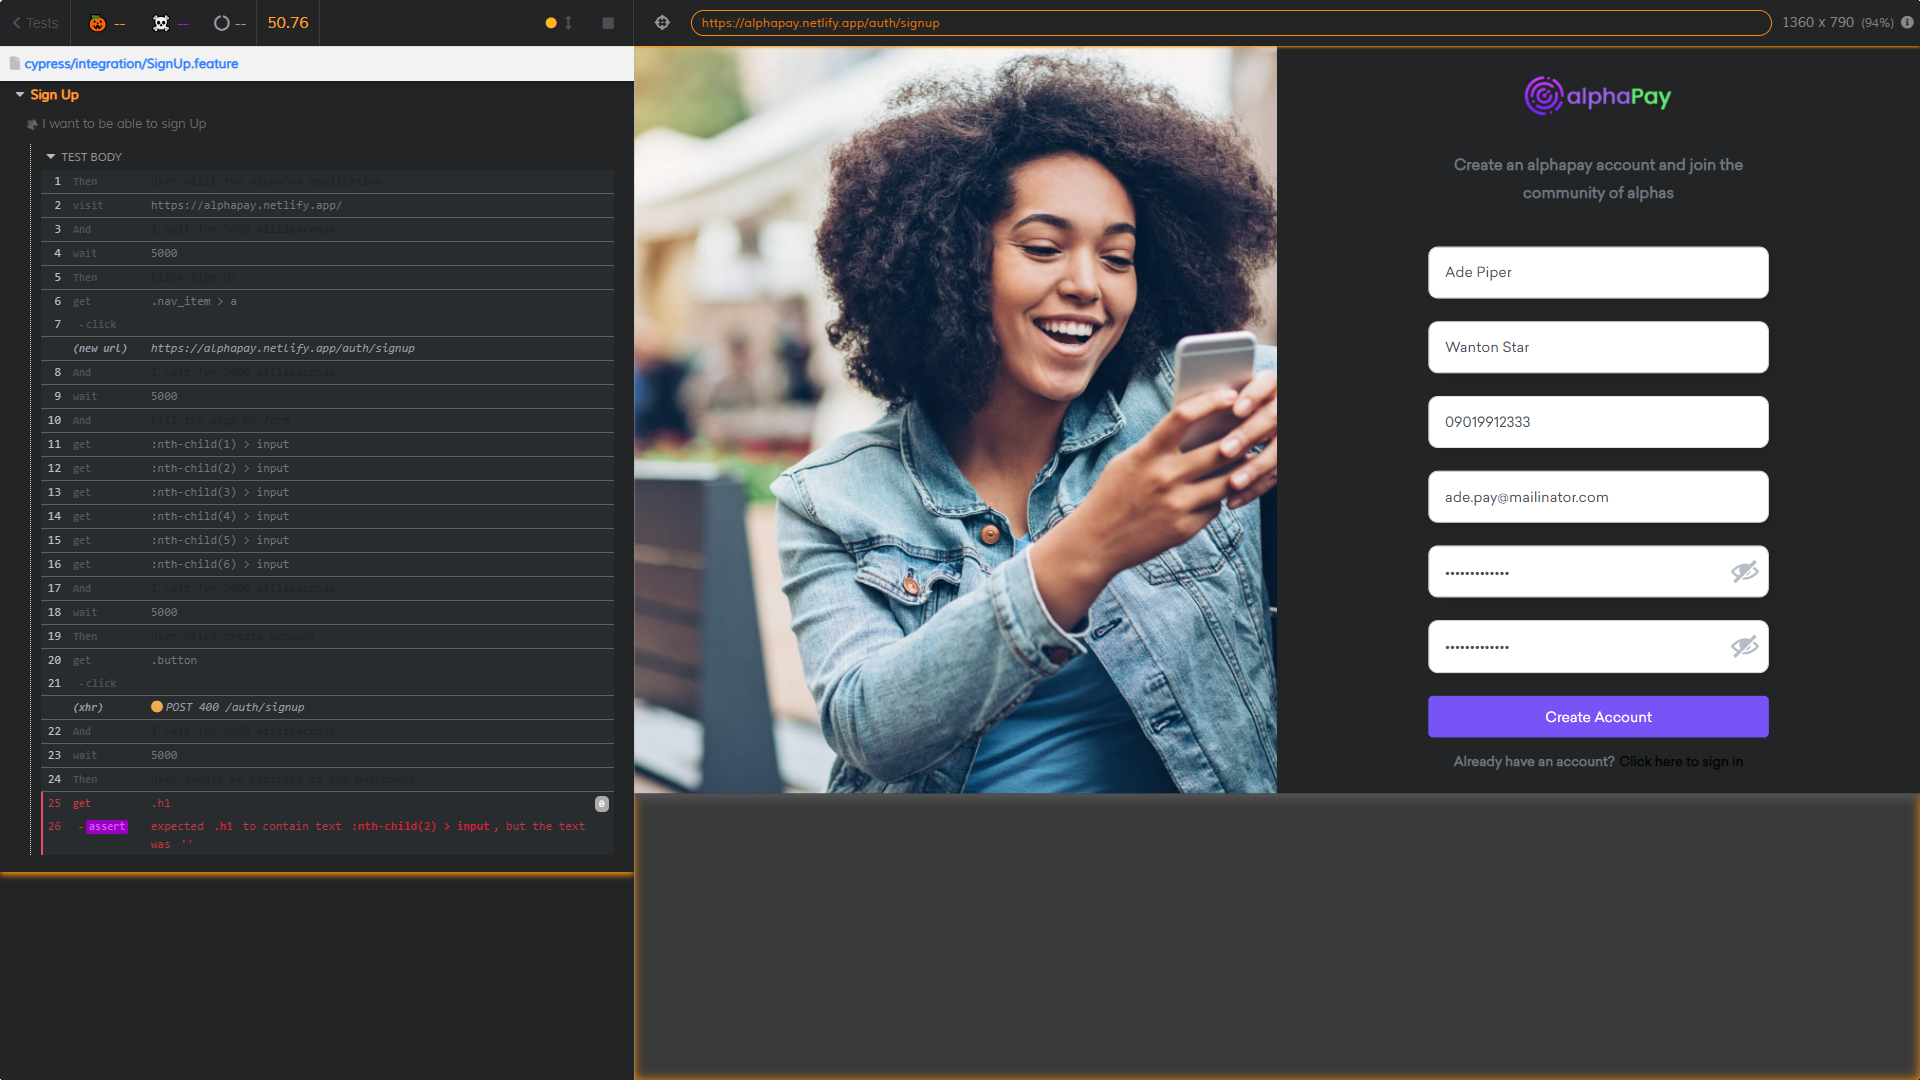 Tests
--
--
--
50.76
https://alphapay.netlify.app/auth/signup
1360 x 790 (94%)
cypress/integration/SignUp.feature
Sign Up
I want to be able to sign Up
TEST BODY
1 Then User visit the alphaPay application
2 visit https://alphapay.netlify.app/
3 And I wait for 5000 milliseconds
4 wait 5000
5 Then Click Sign Up
6 get .nav_item > a
7 -click
(new url) https://alphapay.netlify.app/auth/signup
8 And I wait for 5000 milliseconds
9 wait 5000
10 And Fill the sign Up form
11 get :nth-child(1) > input
12 get :nth-child(2) > input
13 get :nth-child(3) > input
14 get :nth-child(4) > input
15 get :nth-child(5) > input
16 get :nth-child(6) > input
17 And I wait for 5000 milliseconds
18 wait 5000
19 Then User click create account
20 get .button
21 -click
(xhr) POST 400 /auth/signup
22 And I wait for 5000 milliseconds
23 wait 5000
24 Then User should be redirect to the Dashboard
25 get .h1 0
26 -assert expected .h1 to contain text :nth-child(2) > input, but the text
was ''
alphaPay
Create an alphapay account and join the
community of alphas
Ade Piper
Wanton Star
09019912333
ade.pay@mailinator.com
•••••••••••••
•••••••••••••
Create Account
Already have an account? Click here to sign in